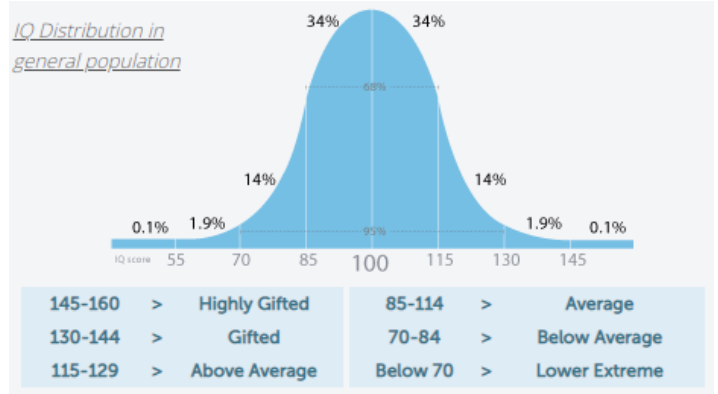 IQ Distribution in
general population
34% 34%
68%
14% 14%
95%
0.1% 1.9% 1.9% 0.1%
IQ score 55 70 85 100 115 130 145
145-160 > Highly Gifted
130-144 > Gifted
115-129 > Above Average
85-114 > Average
70-84 > Below Average
Below 70 > Lower Extreme